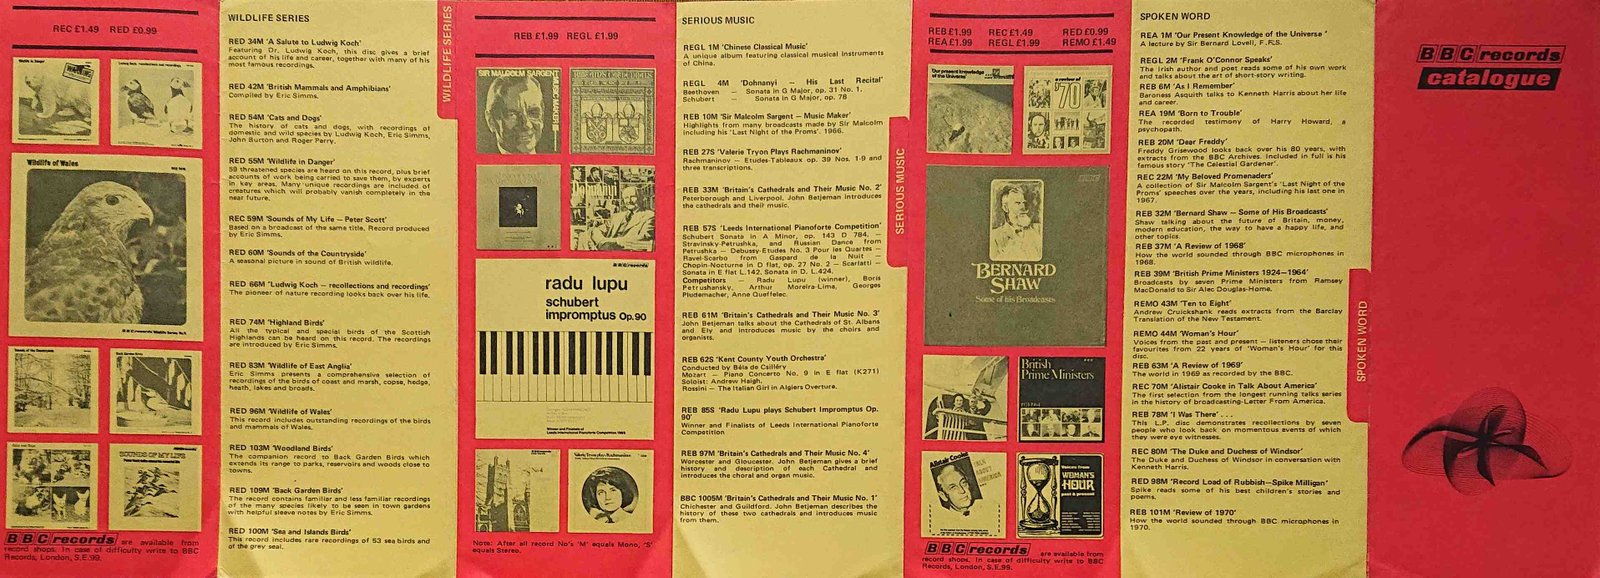 REC £1.49 RED £0.99
Wildlife in Danger
Wildlife of Wales
Sounds of the Countryside
Back Garden Birds
SOUNDS OF MY LIFE
BBC records are available from
record shops. In case of difficulty write to BBC
Records, London, S.E.99.
WILDLIFE SERIES
RED 34M 'A Salute to Ludwig Koch'
Featuring Dr. Ludwig Koch, this disc gives a brief
account of his life and career, together with many of his
most famous recordings.
RED 42M 'British Mammals and Amphibians'
Compiled by Eric Simms.
RED 54M 'Cats and Dogs'
The history of cats and dogs, with recordings of
domestic and wild species by Ludwig Koch, Eric Simms,
John Burton and Roger Perry.
RED 55M 'Wildlife in Danger'
59 threatened species are heard on this record, plus brief
accounts of work being carried to save them, by experts
in key areas. Many unique recordings are included of
creatures which will probably vanish completely in the
near future.
REC 59M 'Sounds of My Life — Peter Scott'
Based on a broadcast of the same title. Record produced
by Eric Simms.
RED 60M 'Sounds of the Countryside'
A seasonal picture in sound of British wildlife.
RED 66M 'Ludwig Koch — recollections and recordings'
The pioneer of nature recording looks back over his life.
RED 74M 'Highland Birds'
All the typical and special birds of the Scottish
Highlands can be heard on this record. The recordings
are introduced by Eric Simms.
RED 83M 'Wildlife of East Anglia'
Eric Simms presents a comprehensive selection of
recordings of the birds of coast and marsh, copse, hedge,
heath, lakes and broads.
RED 96M 'Wildlife of Wales'
This record includes outstanding recordings of the birds
and mammals of Wales.
RED 103M 'Woodland Birds'
The companion record to Back Garden Birds which
extends its range to parks, reservoirs and woods close to
towns.
RED 109M 'Back Garden Birds'
The record contains familiar and less familiar recordings
of the many species likely to be seen in town gardens
with helpful sleeve notes by Eric Simms.
RED 100M 'Sea and Islands Birds'
This record includes rare recordings of 53 sea birds and
of the grey seal.
WILDLIFE SERIES
REB £1.99 REGL £1.99
SIR MALCOLM SARGENT
MUSIC MAKER
Dohnányi
BBC records
radu lupu
schubert
impromptus Op.90
Winner and Finalists of
Leeds International Pianoforte Competition 1969
Note: After all record No's 'M' equals Mono, 'S'
equals Stereo.
SERIOUS MUSIC
REGL 1M 'Chinese Classical Music'
A unique album featuring classical musical instruments
of China.
REGL 4M 'Dohnanyi — His Last Recital'
Beethoven — Sonata in G Major, op. 31 No. 1.
Schubert — Sonata in G Major, op. 78
REB 10M 'Sir Malcolm Sargent — Music Maker'
Highlights from many broadcasts made by Sir Malcolm
including his 'Last Night of the Proms'. 1966.
REB 27S 'Valerie Tryon Plays Rachmaninov'
Rachmaninov — Etudes-Tableaux op. 39 Nos. 1-9 and
three transcriptions.
REB 33M 'Britain's Cathedrals and Their Music No. 2'
Peterborough and Liverpool. John Betjeman introduces
the cathedrals and their music.
REB 57S 'Leeds International Pianoforte Competition'
Schubert Sonata in A Minor, op. 143 D 784, —
Stravinsky-Petrushka, and Russian Dance from
Petrushka — Debussy-Etudes No. 3 Pour les Quartes —
Ravel-Scarbo from Gaspard de la Nuit —
Chopin-Nocturne in D flat, op. 27 No. 2 — Scarlatti —
Sonata in E flat L.142, Sonata in D, L.424.
Competitors — Radu Lupu (winner), Boris
Petrushansky, Arthur Moreira-Lima, Georges
Pludemacher, Anne Queffelec.
REB 61M 'Britain's Cathedrals and Their Music No. 3'
John Betjeman talks about the Cathedrals of St. Albans
and Ely and introduces music by the choirs and
organists.
REB 62S 'Kent County Youth Orchestra'
Conducted by Béla de Csilléry
Mozart — Piano Concerto No. 9 in E flat (K271)
Soloist: Andrew Haigh.
Rossini — The Italian Girl in Algiers Overture.
REB 85S 'Radu Lupu plays Schubert Impromptus Op.
90'
Winner and Finalists of Leeds International Pianoforte
Competition
REB 97M 'Britain's Cathedrals and Their Music No. 4'
Worcester and Gloucester. John Betjeman gives a brief
history and description of each Cathedral and
introduces the choral and organ music.
BBC 1005M 'Britain's Cathedrals and Their Music No. 1'
Chichester and Guildford. John Betjeman describes the
history of these two cathedrals and introduces music
from them.
SERIOUS MUSIC
REB £1.99 REC £1.49 RED £0.99
REA £1.99 REGL £1.99 REMO £1.49
Our present knowledge
of the Universe
a review of
'70
BERNARD
SHAW
Some of his Broadcasts
British
Prime Ministers
Alistair Cooke
TALK
ABOUT
AMERICA
Voices from
WOMAN'S
HOUR
past & present
BBC records are available from
record shops. In case of difficulty write to BBC
Records, London, S.E.99.
SPOKEN WORD
REA 1M 'Our Present Knowledge of the Universe '
A lecture by Sir Bernard Lovell, F.R.S.
REGL 2M 'Frank O'Connor Speaks'
The Irish author and poet reads some of his own work
and talks about the art of short-story writing.
REB 6M 'As I Remember
Baroness Asquith talks to Kenneth Harris about her life
and career.
REA 19M 'Born to Trouble'
The recorded testimony of Harry Howard, a
psychopath.
REB 20M 'Dear Freddy'
Freddy Grisewood looks back over his 80 years, with
extracts from the BBC Archives. Included in full is his
famous story 'The Celestial Gardener'.
REC 22M 'My Beloved Promenaders'
A collection of Sir Malcolm Sargent's 'Last Night of the
Proms' speeches over the years, including his last one in
1967.
REB 32M 'Bernard Shaw — Some of His Broadcasts'
Shaw talking about the future of Britain, money,
modern education, the way to have a happy life, and
other topics.
REB 37M 'A Review of 1968'
How the world sounded through BBC microphones in
1968.
REB 39M 'British Prime Ministers 1924—1964'
Broadcasts by seven Prime Ministers from Ramsey
MacDonald to Sir Alec Douglas-Home.
REMO 43M 'Ten to Eight'
Andrew Cruickshank reads extracts from the Barclay
Translation of the New Testament.
REMO 44M 'Woman's Hour'
Voices from the past and present — listeners chose their
favourites from 22 years of 'Woman's Hour' for this
disc.
REB 63M 'A Review of 1969'
The world in 1969 as recorded by the BBC.
REC 70M 'Alistair Cooke in Talk About America'
The first selection from the longest running talks series
in the history of broadcasting-Letter From America.
REB 78M 'I Was There' . . .
This L.P. disc demonstrates recollections by seven
people who look back on momentous events of which
they were eye witnesses.
REC 80M 'The Duke and Duchess of Windsor'
The Duke and Duchess of Windsor in conversation with
Kenneth Harris.
RED 98M 'Record Load of Rubbish—Spike Milligan'
Spike reads some of his best children's stories and
poems.
REB 101M 'Review of 1970'
How the world sounded through BBC microphones in
1970.
SPOKEN WORD
BBC records
catalogue